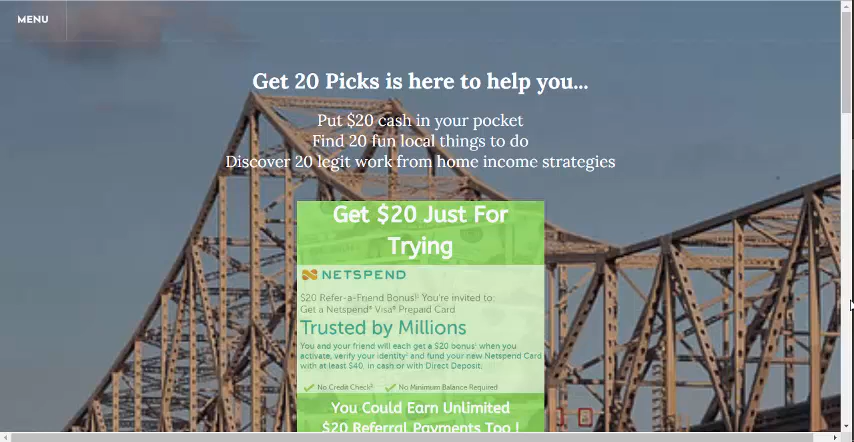 MENU
Get 20 Picks is here to help you...
Put $20 cash in your pocket
Find 20 fun local things to do
Discover 20 legit work from home income strategies
Get $20 Just For
Trying
NETSPEND
$20 Refer-a-Friend Bonus!¹ You're invited to:
Get a Netspend® Visa® Prepaid Card
Trusted by Millions
You and your friend will each get a $20 bonus¹ when you
activate, verify your identity² and fund your new Netspend Card
with at least $40, in cash or with Direct Deposit.
No Credit Check³ No Minimum Balance Required
You Could Earn Unlimited
$20 Referral Payments Too !